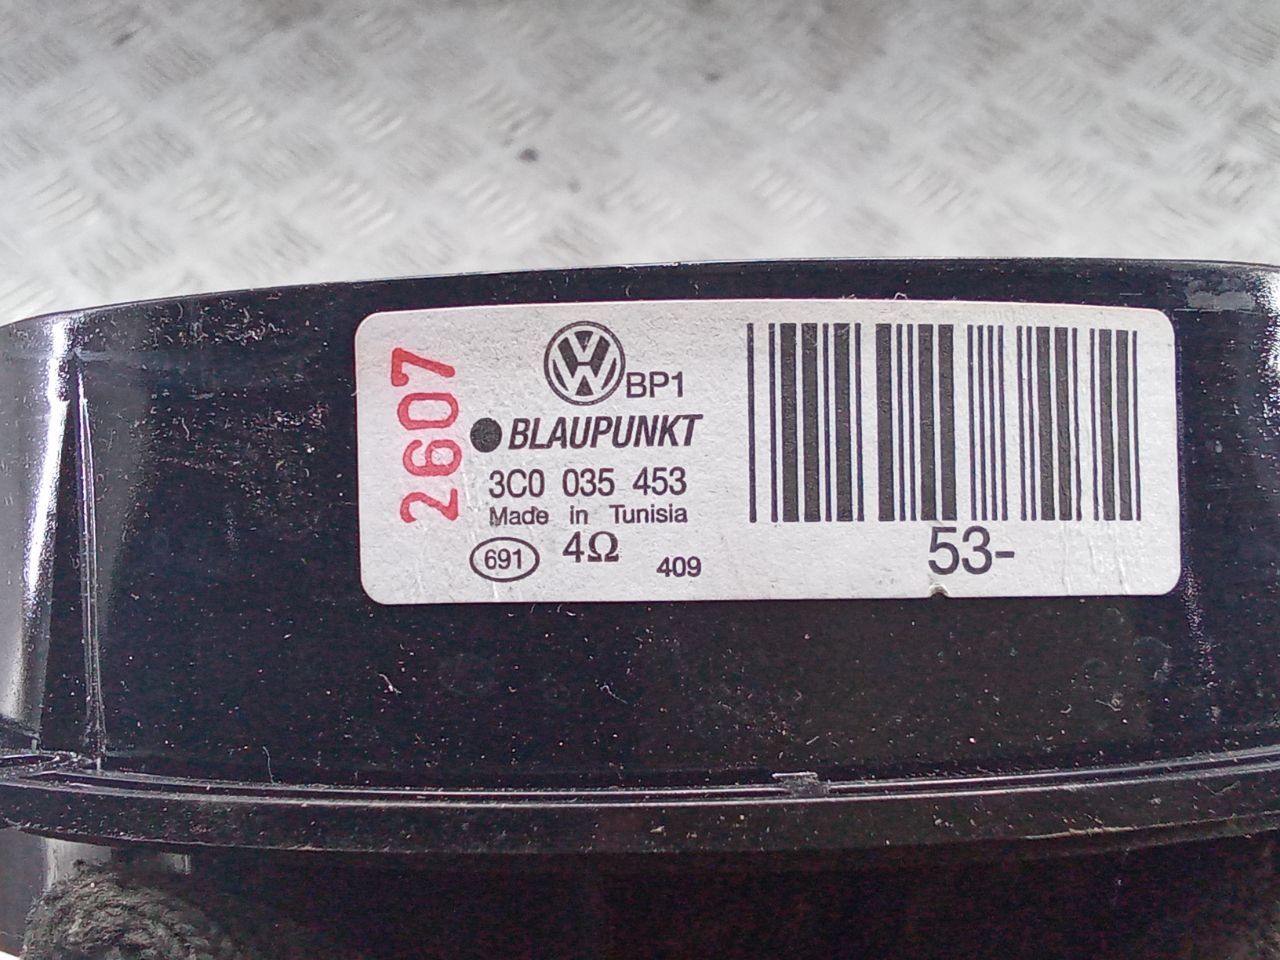 2607
BP1
BLAUPUNKT
3C0 035 453
Made in Tunisia
691 4Ω 409
53-